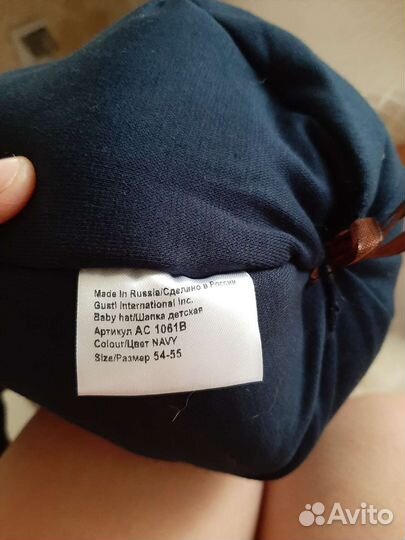 Made in Russia/Сделано в России
Gusti International Inc.
Baby hat/Шапка детская
Артикул AC 1061B
Colour/Цвет NAVY
Size/Размер 54-55
Avito